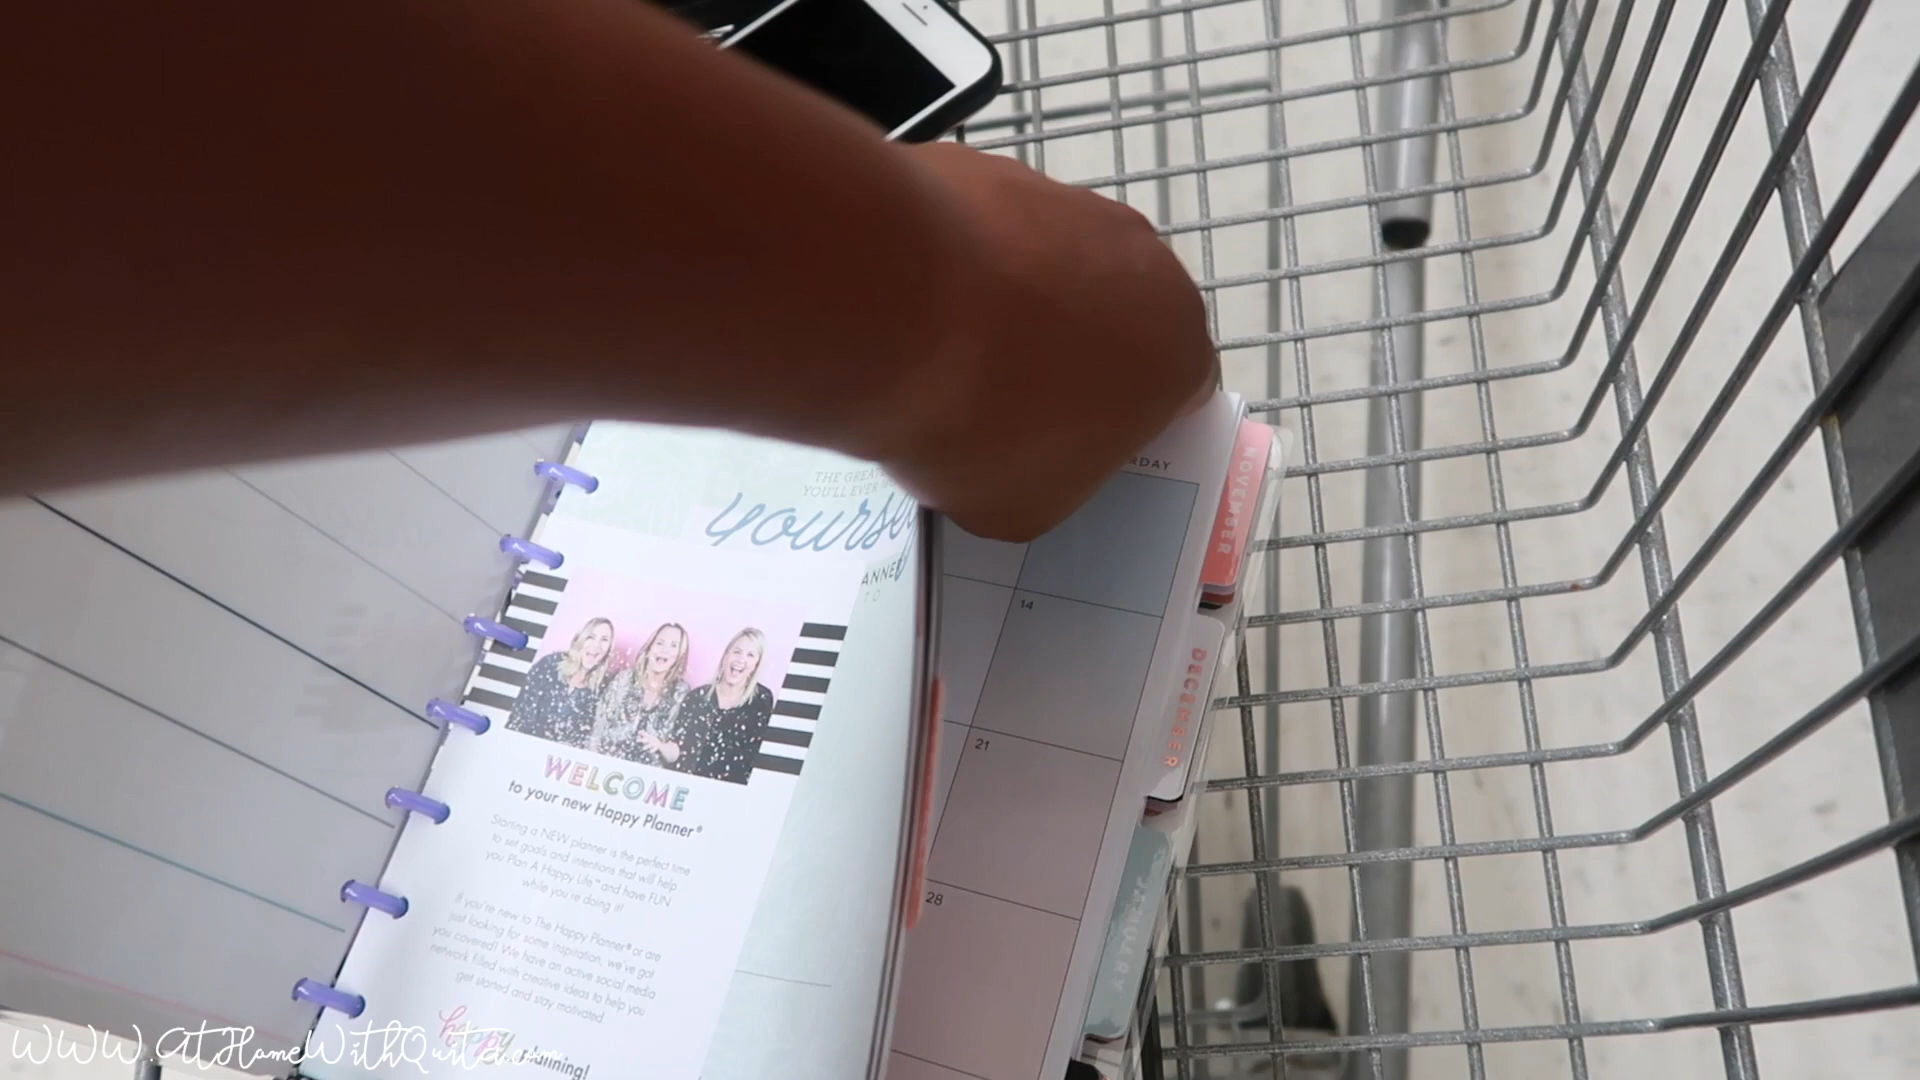 THE GREAT
YOU'LL EVER
yourself
WELCOME
to your new Happy Planner®
Starting a NEW planner is the perfect time
to set goals and intentions that will help
you Plan A Happy Life™ and have FUN
while you're doing it!
If you're new to The Happy Planner® or are
just looking for some inspiration, we've got
you covered! We have an active social media
network filled with creative ideas to help you
get started and stay motivated.
happy
planning!
RDAY
14
21
28
NOVEMBER
DECEMBER
JANUARY